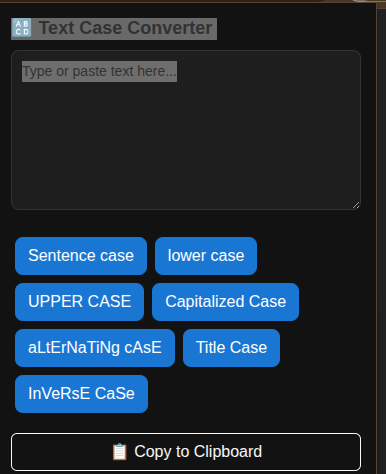 🔠 Text Case Converter
Type or paste text here...
Sentence case lower case
UPPER CASE Capitalized Case
aLtErNaTiNg cAsE Title Case
InVeRsE CaSe
📋 Copy to Clipboard